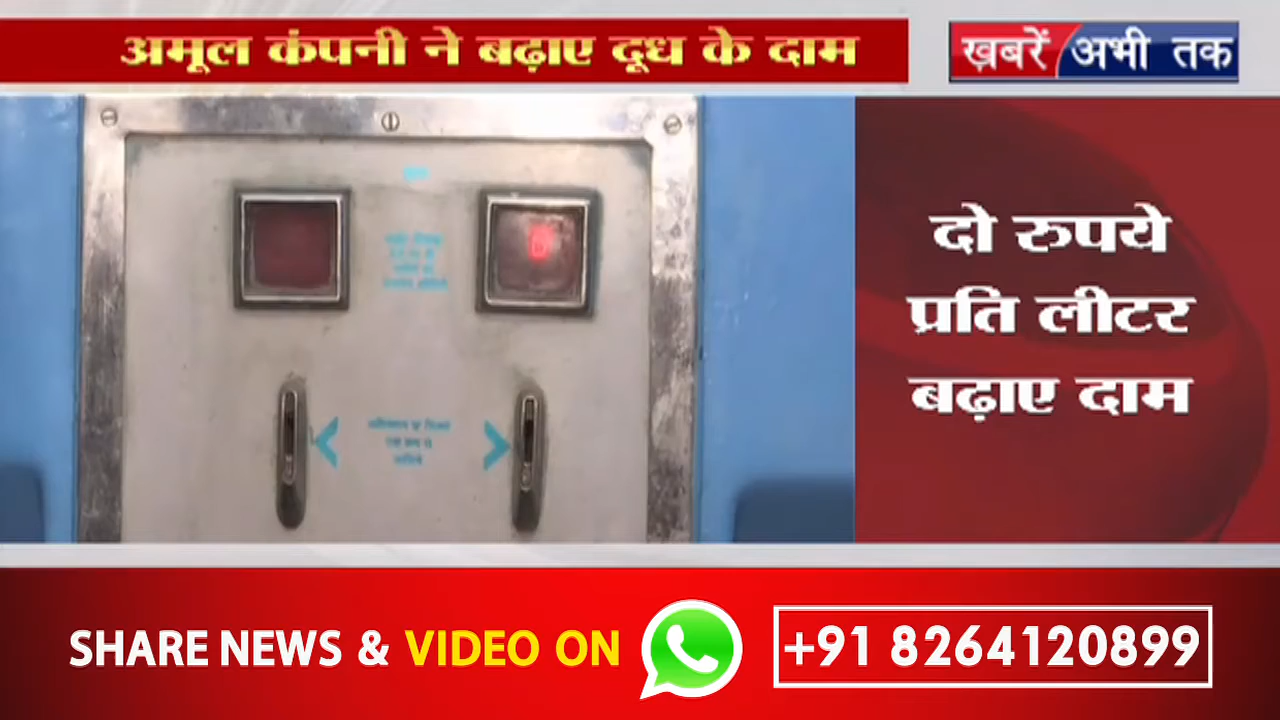 अमूल कंपनी ने बढ़ाए दूध के दाम
ख़बरें अभी तक
दो रुपये
प्रति लीटर
बढ़ाए दाम
SHARE NEWS & VIDEO ON
+91 8264120899